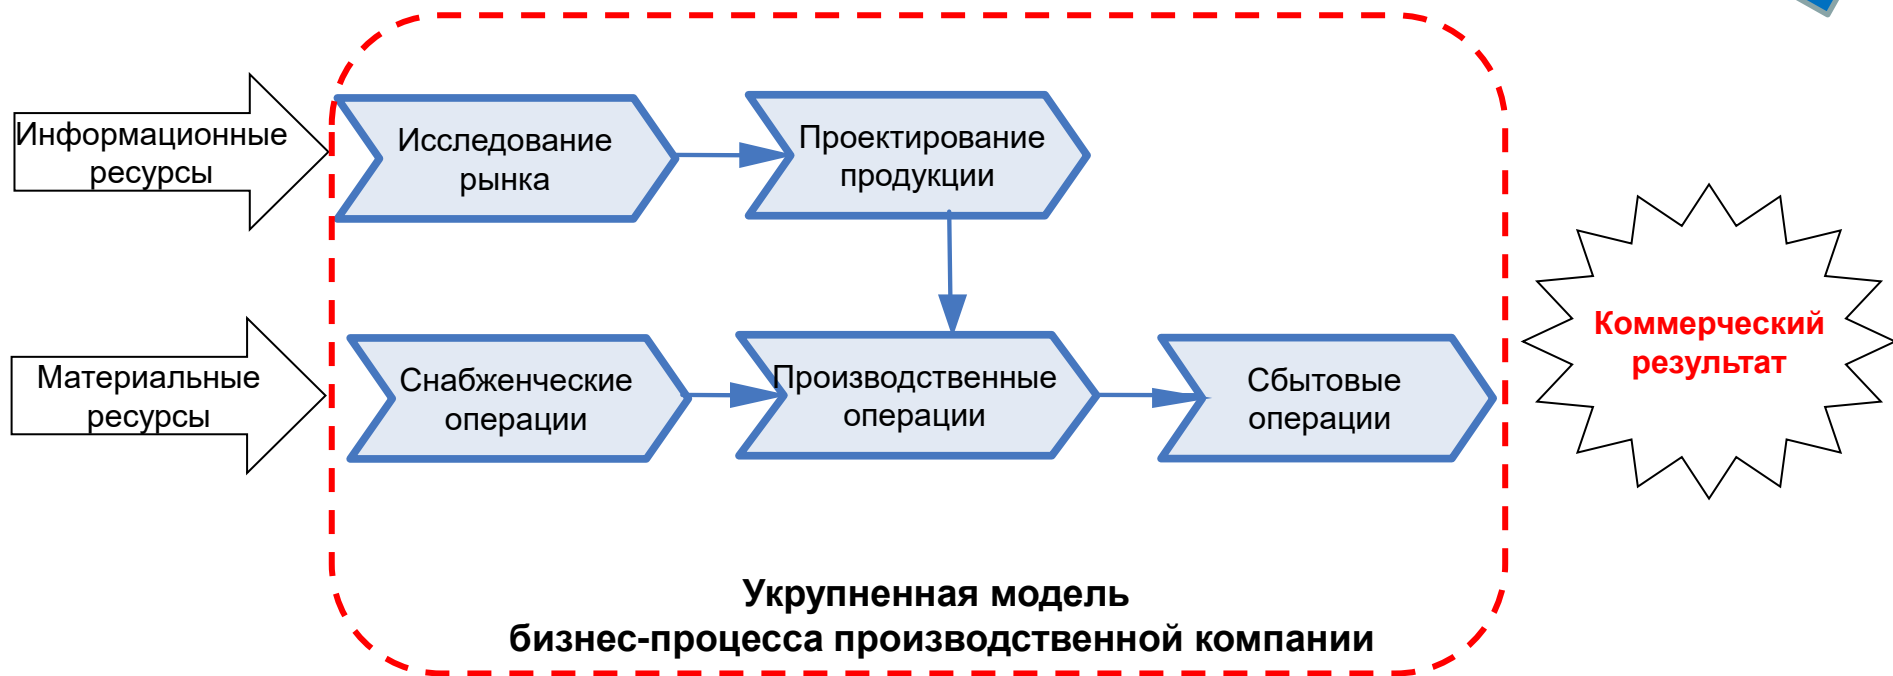 Информационные
ресурсы
Исследование
рынка
Проектирование
продукции
Материальные
ресурсы
Снабженческие
операции
Производственные
операции
Сбытовые
операции
Коммерческий
результат
Укрупненная модель
бизнес-процесса производственной компании